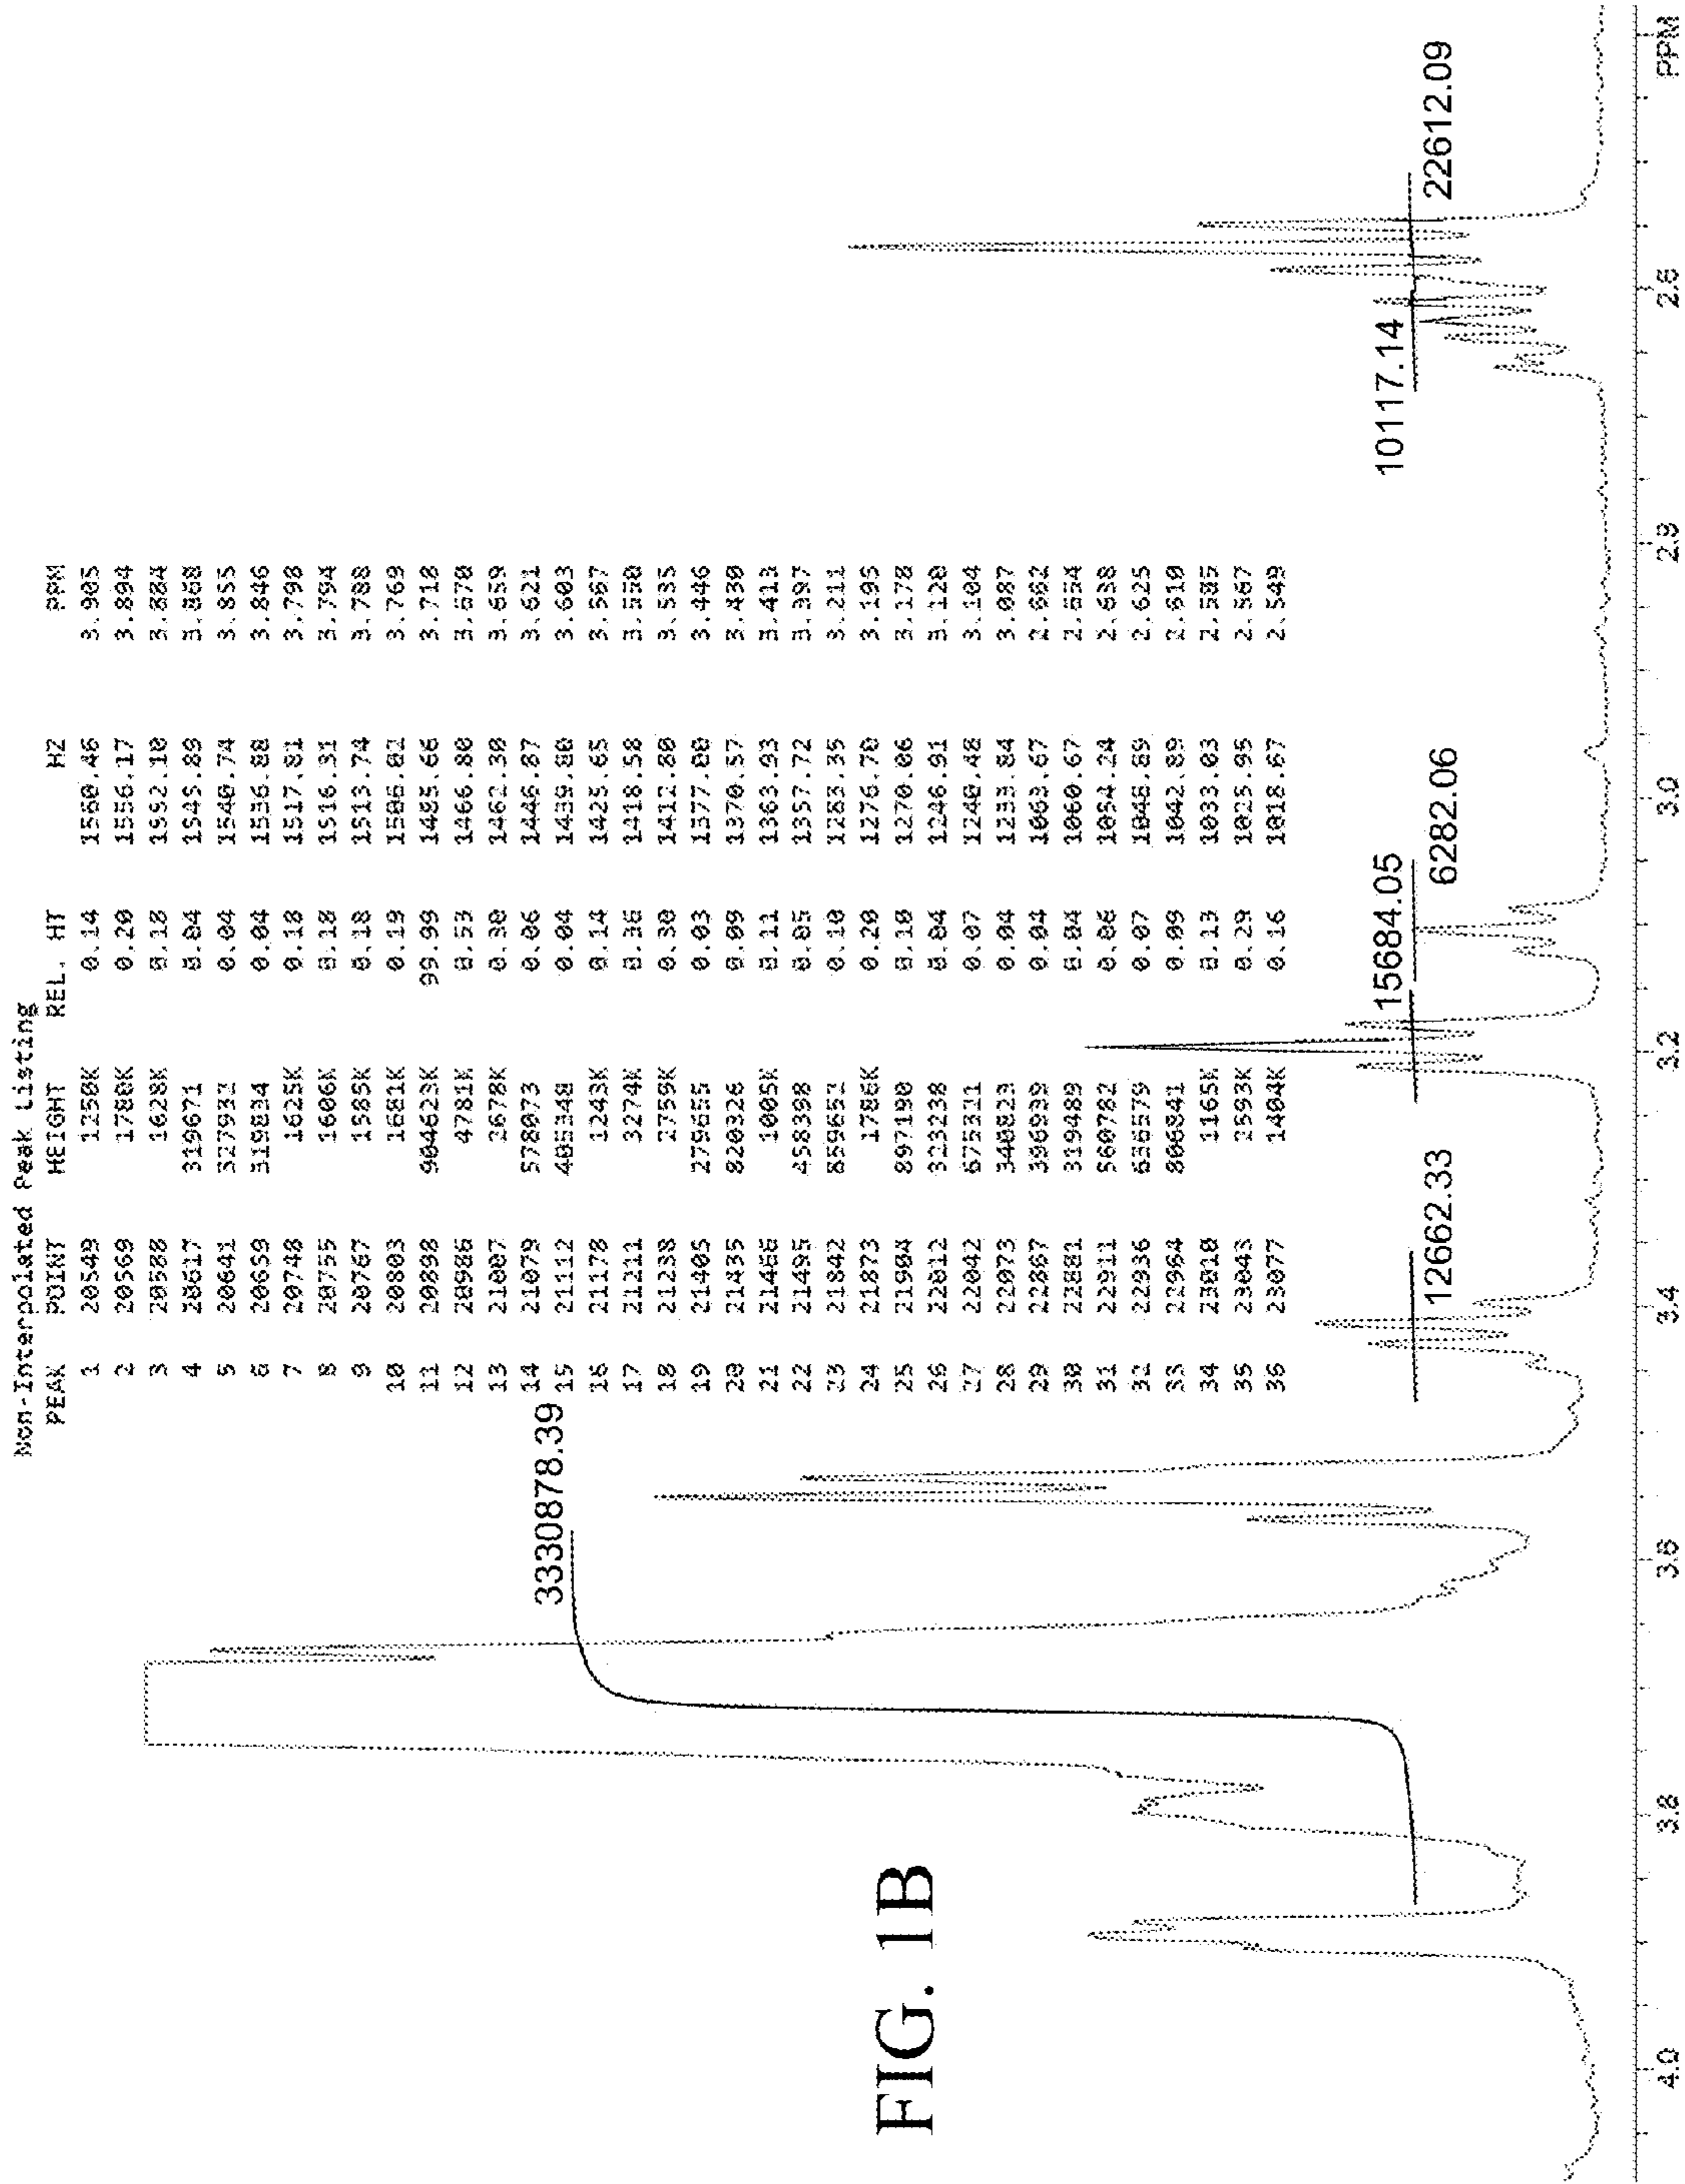 Non-Interpolated Peak Listing
PEAK POINT HEIGHT REL. HT HZ PPM
1 20549 1250K 0.14 1560.46 3.905
2 20569 1780K 0.20 1556.17 3.894
3 20588 1628K 0.18 1552.10 3.884
4 20617 319671 0.04 1545.89 3.868
5 20641 327932 0.04 1540.74 3.855
6 20659 319834 0.04 1536.88 3.846
7 20748 1625K 0.18 1517.81 3.798
8 20755 1606K 0.18 1516.31 3.794
9 20767 1585K 0.18 1513.74 3.788
10 20803 1681K 0.19 1506.02 3.769
11 20898 904623K 99.99 1485.66 3.718
12 20986 4781K 0.53 1466.80 3.670
13 21007 2678K 0.30 1462.30 3.659
14 21079 578073 0.06 1446.87 3.621
15 21112 405348 0.04 1439.80 3.603
16 21178 1243K 0.14 1425.65 3.567
17 21211 3274K 0.36 1418.58 3.550
18 21238 2759K 0.30 1412.80 3.535
19 21405 279655 0.03 1377.00 3.446
20 21435 820326 0.09 1370.57 3.430
21 21466 1005K 0.11 1363.93 3.413
22 21495 458398 0.05 1357.72 3.397
23 21842 859652 0.10 1283.35 3.211
24 21873 1786K 0.20 1276.70 3.195
25 21904 897190 0.10 1270.06 3.178
26 22012 323238 0.04 1246.91 3.120
27 22042 675321 0.07 1240.48 3.104
28 22073 340823 0.04 1233.84 3.087
29 22867 396939 0.04 1063.67 2.662
30 22881 319489 0.04 1060.67 2.654
31 22911 560782 0.06 1054.24 2.638
32 22936 636579 0.07 1048.89 2.625
33 22964 806841 0.09 1042.89 2.610
34 23010 1165K 0.13 1033.03 2.585
35 23043 2593K 0.29 1025.95 2.567
36 23077 1404K 0.16 1018.67 2.549
3330878.39
FIG. 1B
12662.33
15684.05
6282.06
10117.14
22612.09
4.0 3.8 3.6 3.4 3.2 3.0 2.8 2.6 PPM